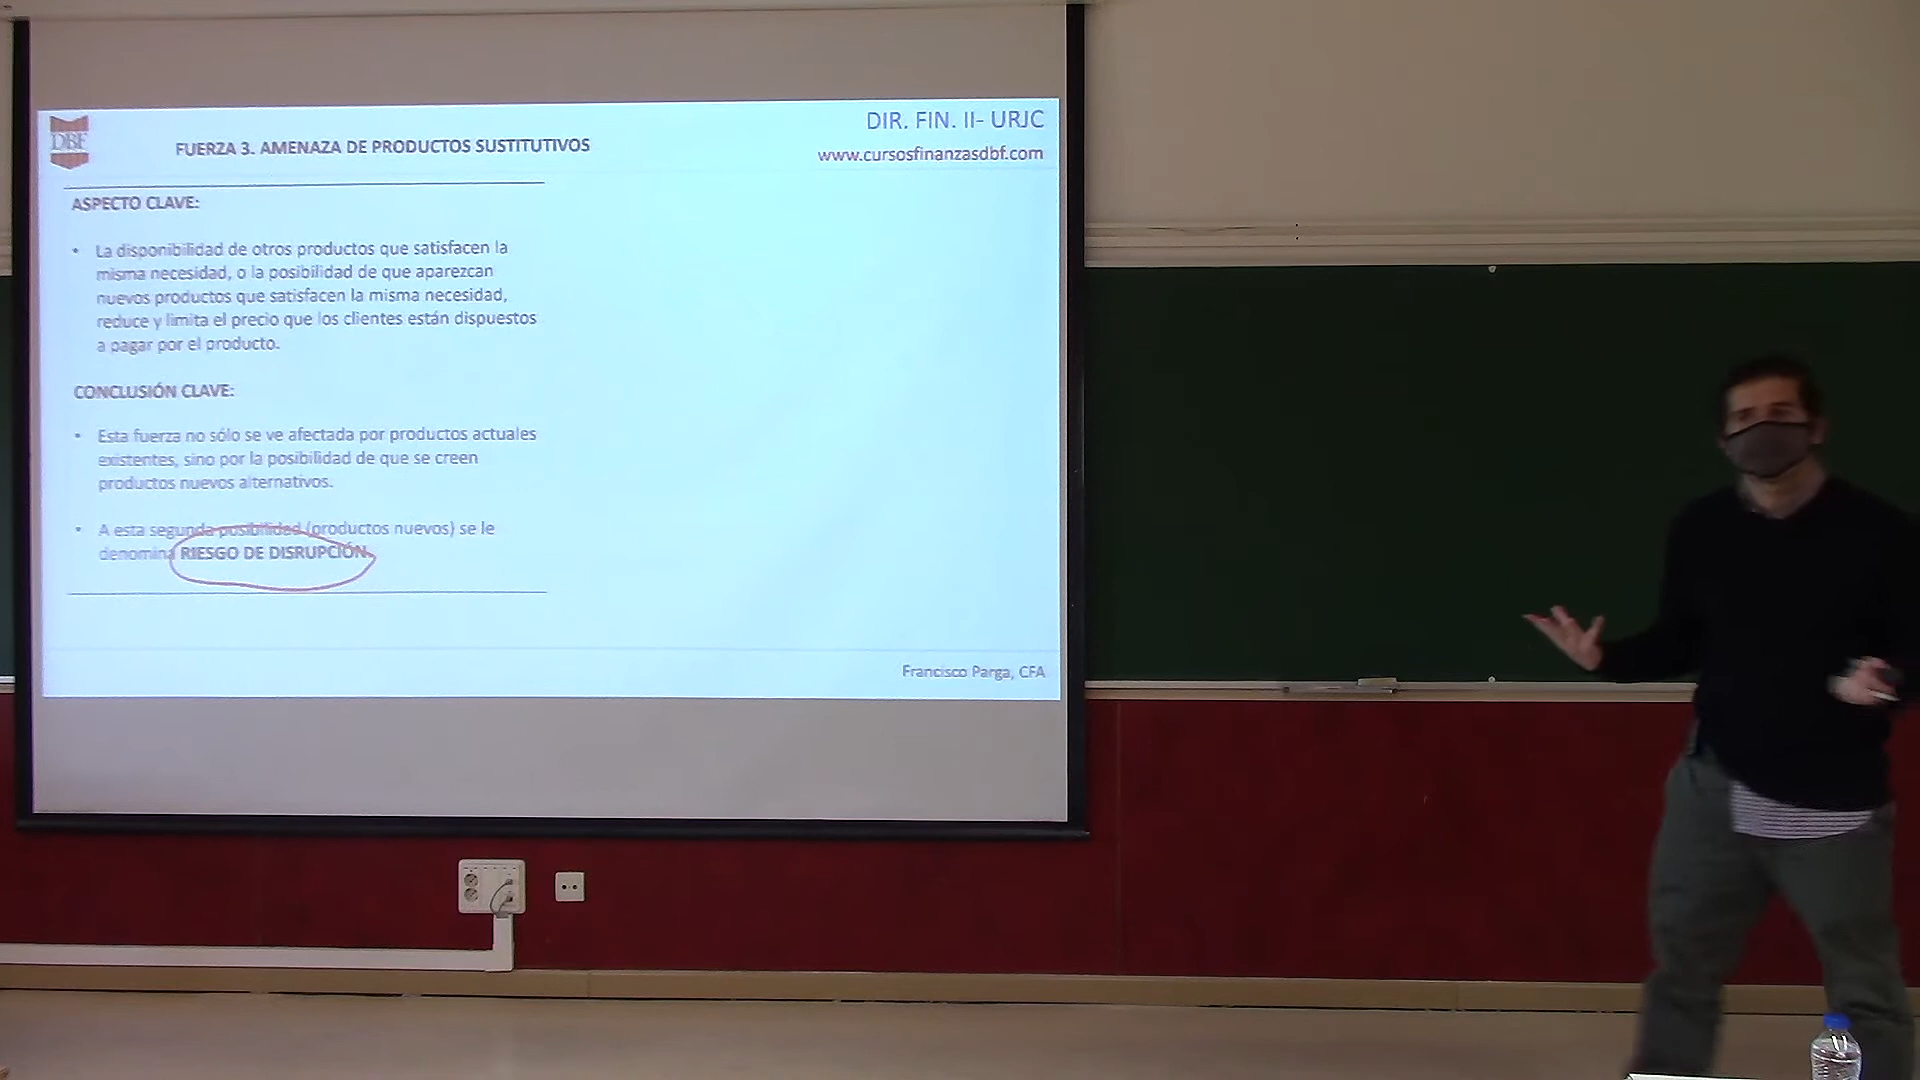 DBF
FUERZA 3. AMENAZA DE PRODUCTOS SUSTITUTIVOS
DIR. FIN. II- URJC
www.cursosfinanzasdbf.com
ASPECTO CLAVE:
• La disponibilidad de otros productos que satisfacen la
misma necesidad, o la posibilidad de que aparezcan
nuevos productos que satisfacen la misma necesidad,
reduce y limita el precio que los clientes están dispuestos
a pagar por el producto.
CONCLUSIÓN CLAVE:
• Esta fuerza no sólo se ve afectada por productos actuales
existentes, sino por la posibilidad de que se creen
productos nuevos alternativos.
• A esta segunda posibilidad (productos nuevos) se le
denomina RIESGO DE DISRUPCIÓN.
Francisco Parga, CFA